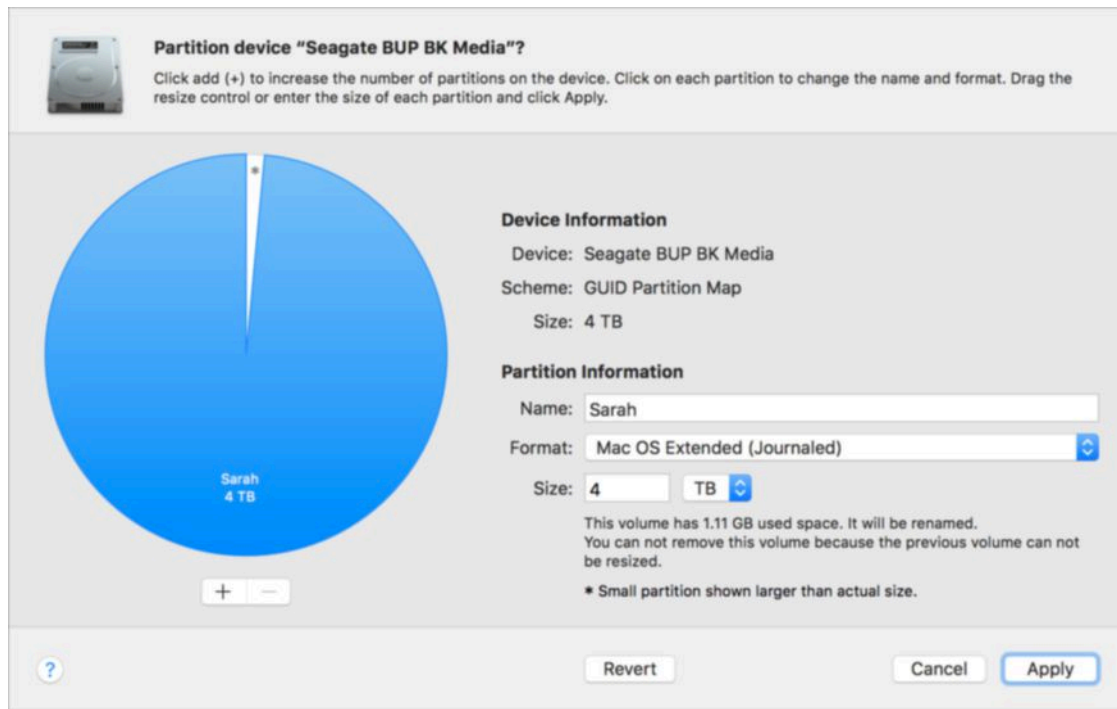 Partition device “Seagate BUP BK Media”?
Click add (+) to increase the number of partitions on the device. Click on each partition to change the name and format. Drag the
resize control or enter the size of each partition and click Apply.
*
Device Information
Device: Seagate BUP BK Media
Scheme: GUID Partition Map
Size: 4 TB
Partition Information
Name: Sarah
Format: Mac OS Extended (Journaled)
Sarah
4 TB
Size: 4 TB
This volume has 1.11 GB used space. It will be renamed.
You can not remove this volume because the previous volume can not
be resized.
* Small partition shown larger than actual size.
+ −
? Revert Cancel Apply